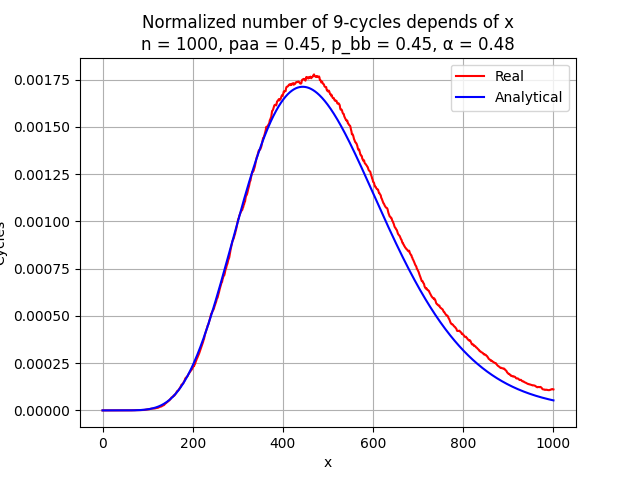 Normalized number of 9-cycles depends of x
n = 1000, paa = 0.45, p_bb = 0.45, α = 0.48
Real
Analytical
0.00175
0.00150
0.00125
0.00100
0.00075
0.00050
0.00025
0.00000
0 200 400 600 800 1000
x